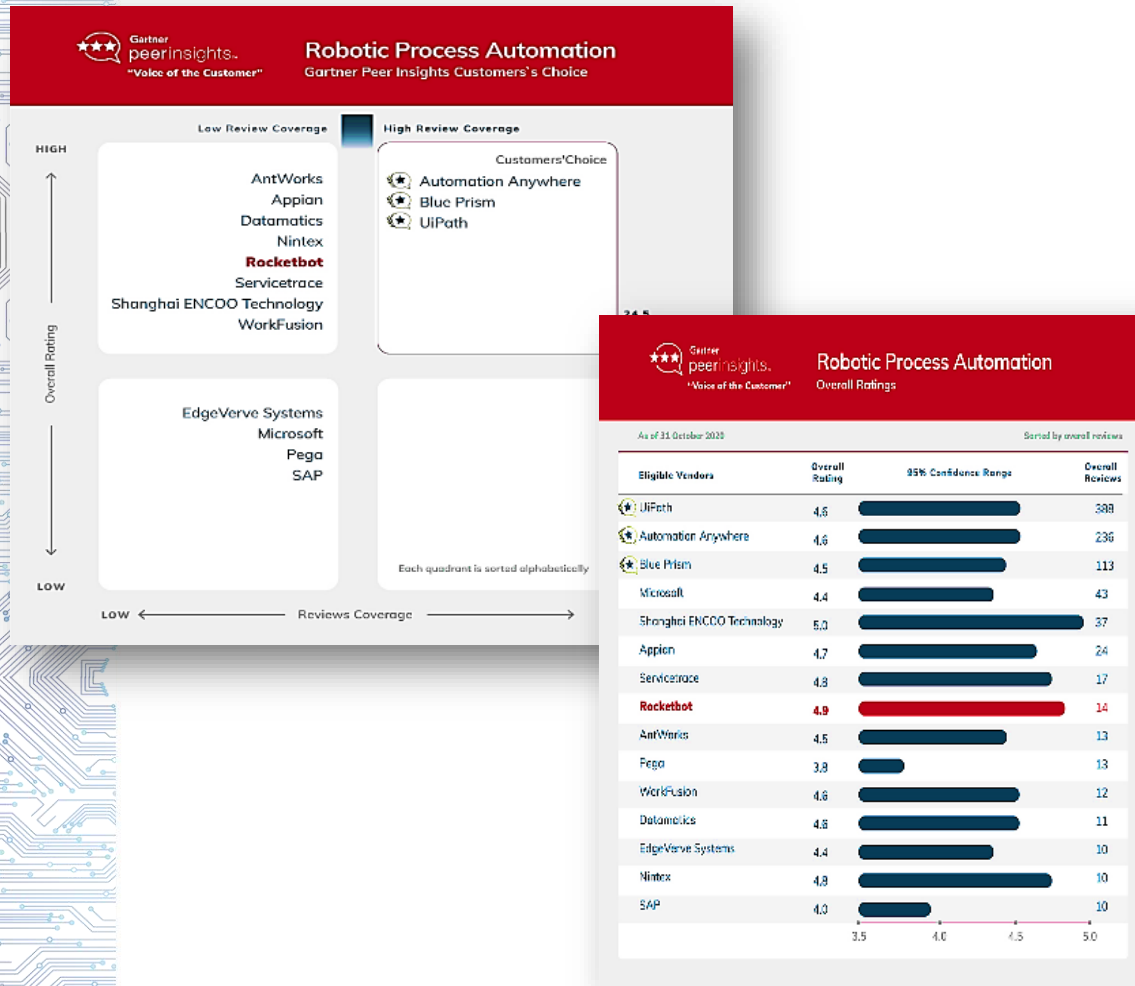 Gartner
peerinsights™
"Voice of the Customer"
Robotic Process Automation
Gartner Peer Insights Customers`s Choice
Low Review Coverage
High Review Coverage
HIGH
Overall Rating
LOW
AntWorks
Appian
Datamatics
Nintex
Rocketbot
Servicetrace
Shanghai ENCOO Technology
WorkFusion
Customers'Choice
Automation Anywhere
Blue Prism
UiPath
EdgeVerve Systems
Microsoft
Pega
SAP
Each quadrant is sorted alphabetically
LOW
Reviews Coverage
Gartner
peerinsights™
"Voice of the Customer"
Robotic Process Automation
Overall Ratings
As of 31 October 2020
Sorted by overall reviews
Eligible Vendors Overall Rating 95% Confidence Range Overall Reviews
UiPath 4.6 388
Automation Anywhere 4.6 236
Blue Prism 4.5 113
Microsoft 4.4 43
Shanghai ENCOO Technology 5.0 37
Appian 4.7 24
Servicetrace 4.8 17
Rocketbot 4.9 14
AntWorks 4.5 13
Pega 3.8 13
WorkFusion 4.6 12
Datamatics 4.6 11
EdgeVerve Systems 4.4 10
Nintex 4.8 10
SAP 4.0 10
3.5 4.0 4.5 5.0